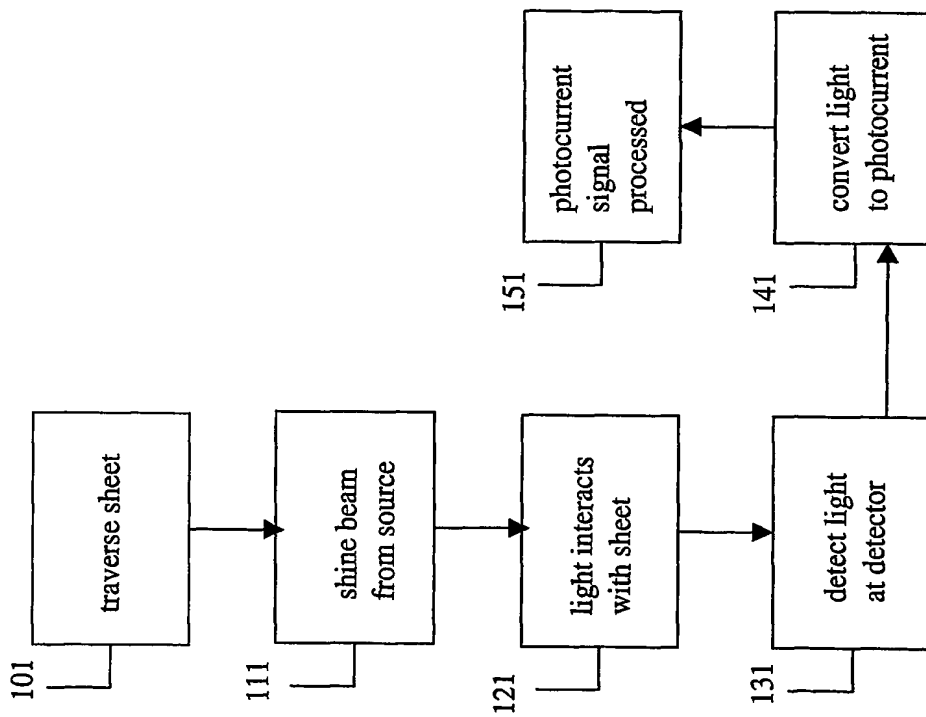 101
traverse sheet
111
shine beam
from source
121
light interacts
with sheet
131
detect light
at detector
141
convert light
to photocurrent
151
photocurrent
signal
processed